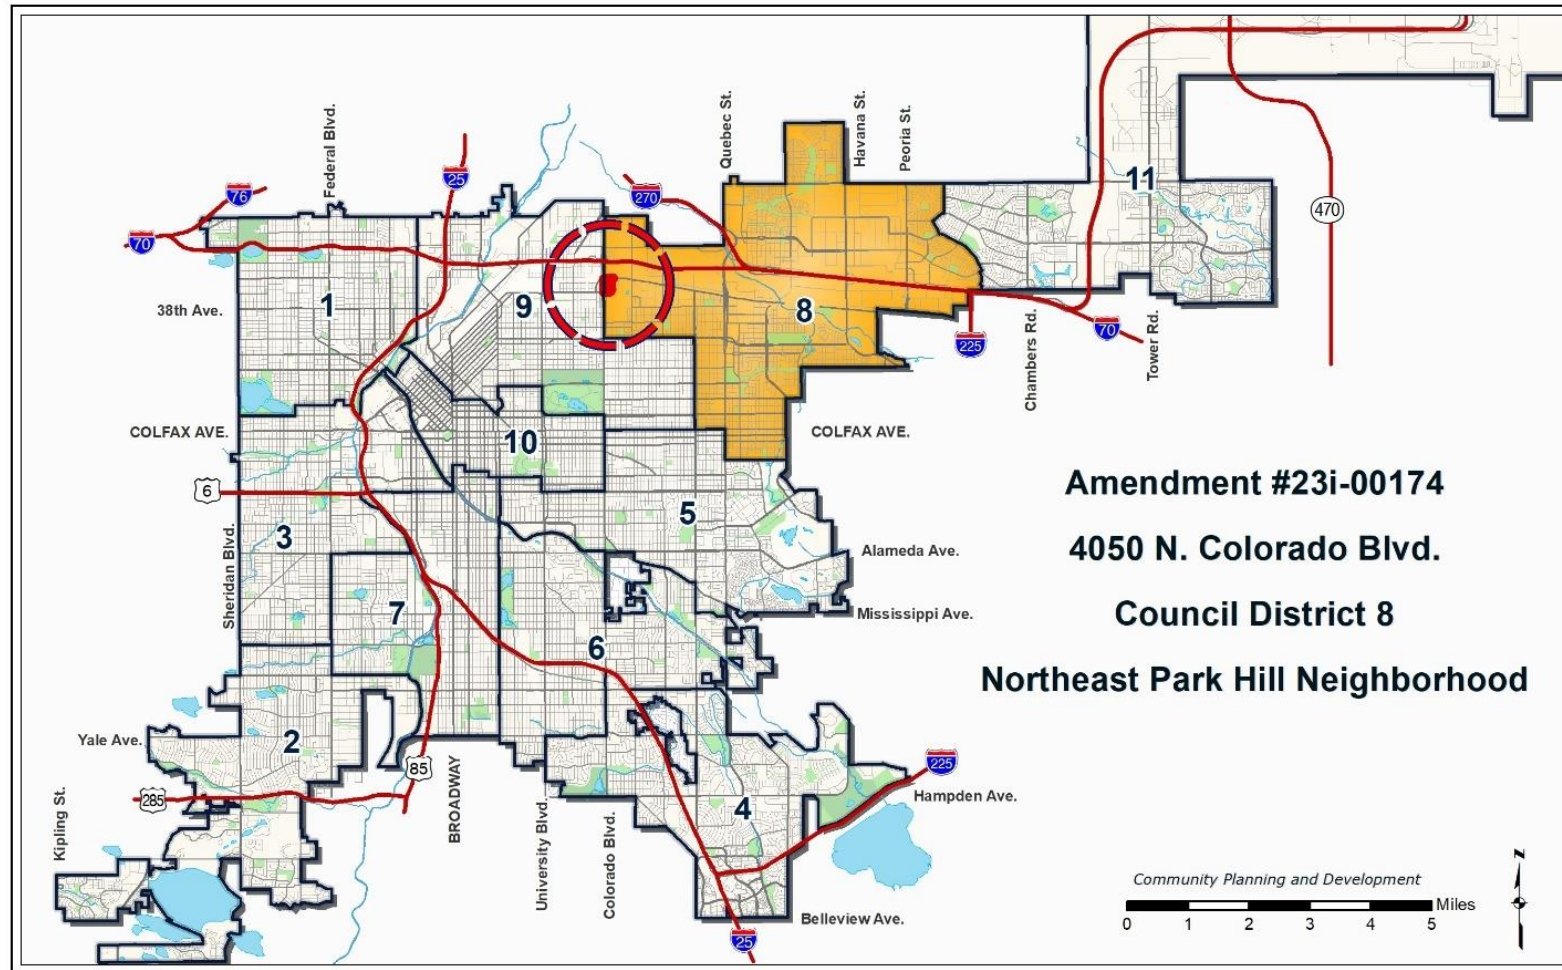 Federal Blvd.
Quebec St.
Havana St.
Peoria St.
76
25
270
11
470
70
38th Ave.
1
9
8
225
Chambers Rd.
70
Tower Rd.
COLFAX AVE.
10
COLFAX AVE.
6
Sheridan Blvd.
3
5
Alameda Ave.
7
Mississippi Ave.
6
Yale Ave.
2
85
285
225
4
Hampden Ave.
Kipling St.
BROADWAY
University Blvd.
Colorado Blvd.
Belleview Ave.
25
Amendment #23i-00174
4050 N. Colorado Blvd.
Council District 8
Northeast Park Hill Neighborhood
Community Planning and Development
Miles
0 1 2 3 4 5
N